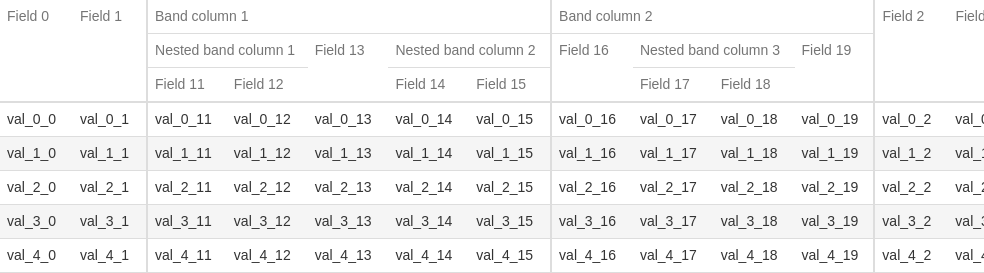 Field 0 Field 1 Band column 1 Band column 2 Field 2 Field
Nested band column 1 Field 13 Nested band column 2 Field 16 Nested band column 3 Field 19
Field 11 Field 12 Field 14 Field 15 Field 17 Field 18
val_0_0 val_0_1 val_0_11 val_0_12 val_0_13 val_0_14 val_0_15 val_0_16 val_0_17 val_0_18 val_0_19 val_0_2
val_1_0 val_1_1 val_1_11 val_1_12 val_1_13 val_1_14 val_1_15 val_1_16 val_1_17 val_1_18 val_1_19 val_1_2
val_2_0 val_2_1 val_2_11 val_2_12 val_2_13 val_2_14 val_2_15 val_2_16 val_2_17 val_2_18 val_2_19 val_2_2
val_3_0 val_3_1 val_3_11 val_3_12 val_3_13 val_3_14 val_3_15 val_3_16 val_3_17 val_3_18 val_3_19 val_3_2
val_4_0 val_4_1 val_4_11 val_4_12 val_4_13 val_4_14 val_4_15 val_4_16 val_4_17 val_4_18 val_4_19 val_4_2